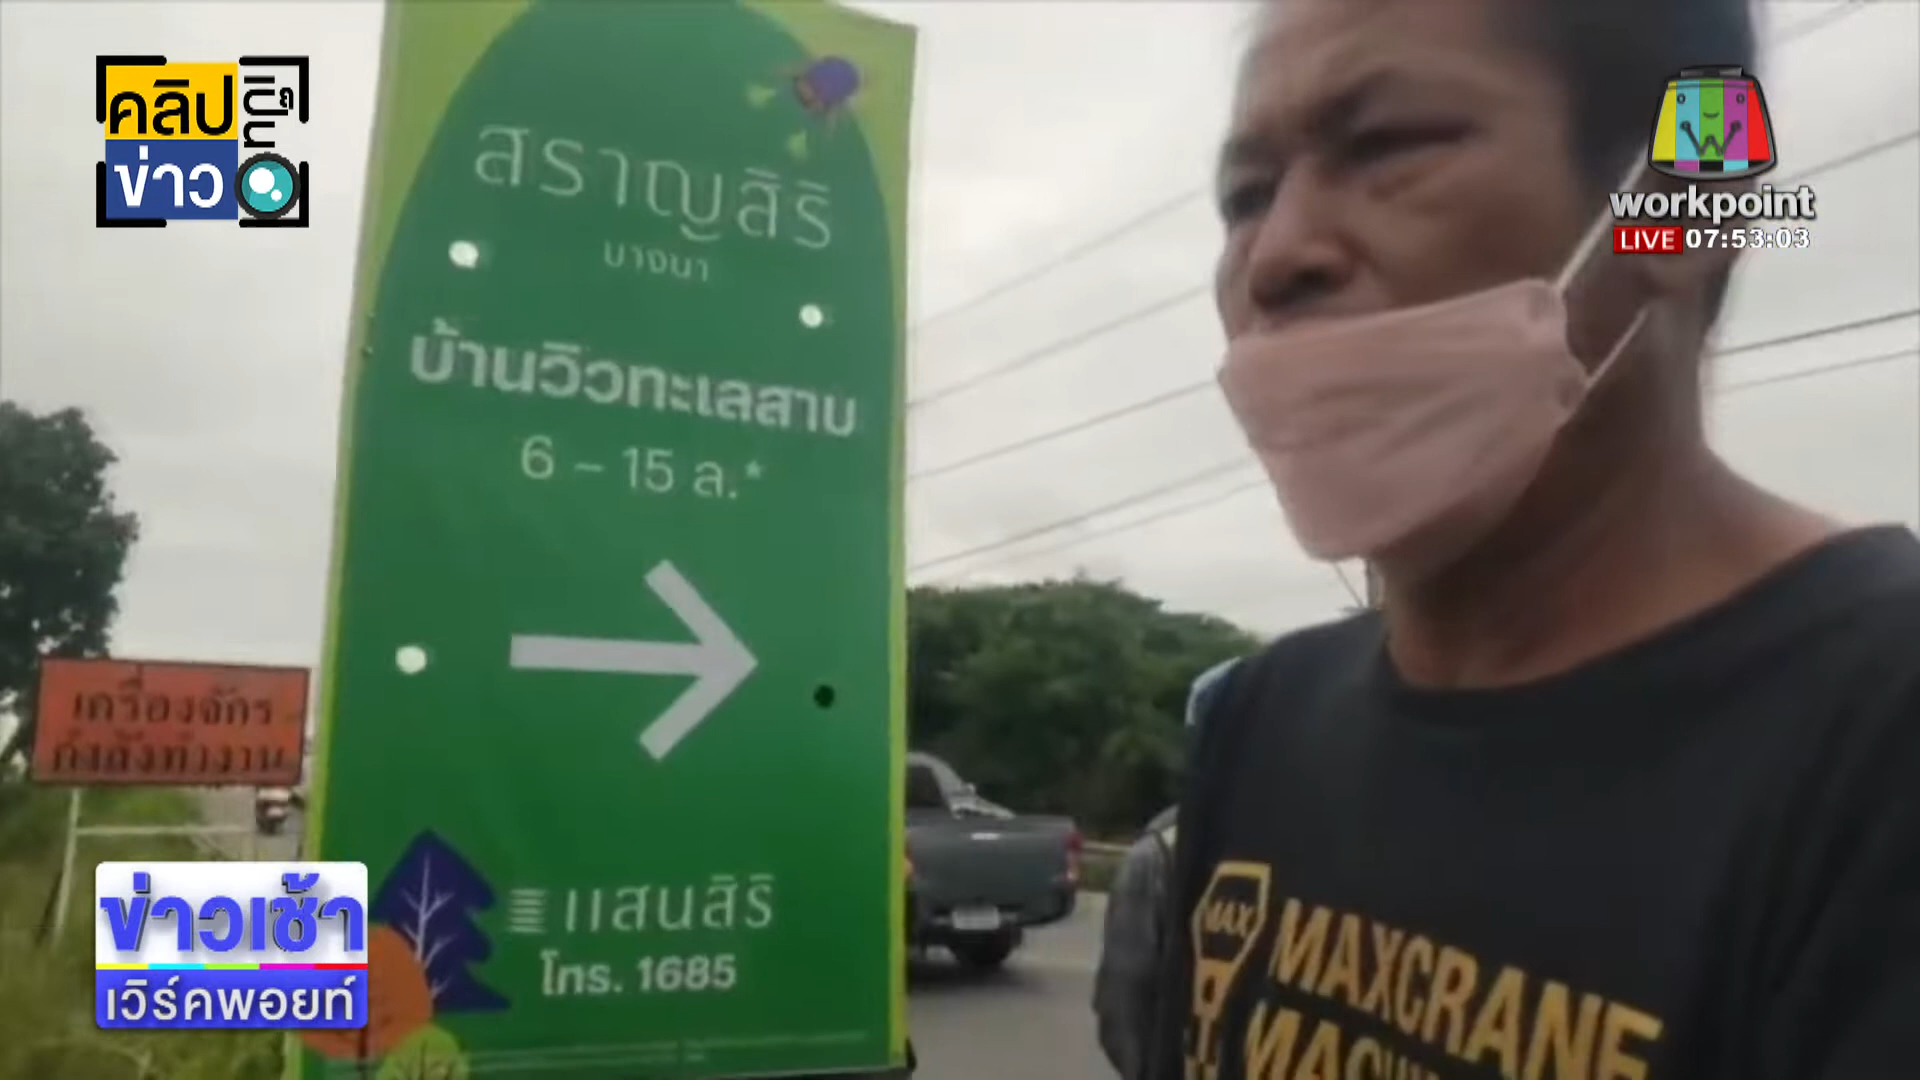 คลิปเด็ด
ข่าว
workpoint
LIVE 07:53:03
สราญสิริ
บางนา
บ้านวิวทะเลสาบ
6 – 15 ล.*
แสนสิริ
โทร. 1685
เครื่องจักร
กำลังทำงาน
ข่าวเช้า
เวิร์คพอยท์
MAX
MAXCRANE